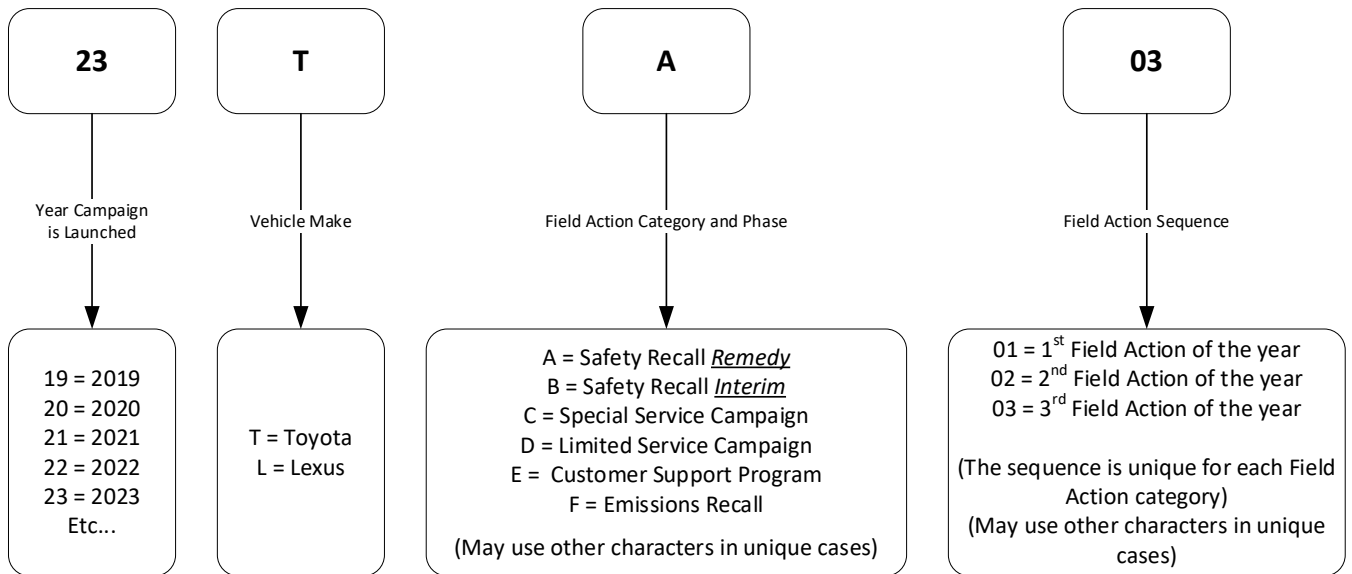 23
T
A
03
Year Campaign
is Launched
Vehicle Make
Field Action Category and Phase
Field Action Sequence
19 = 2019
20 = 2020
21 = 2021
22 = 2022
23 = 2023
Etc...
T = Toyota
L = Lexus
A = Safety Recall Remedy
B = Safety Recall Interim
C = Special Service Campaign
D = Limited Service Campaign
E = Customer Support Program
F = Emissions Recall
(May use other characters in unique cases)
01 = 1st Field Action of the year
02 = 2nd Field Action of the year
03 = 3rd Field Action of the year
(The sequence is unique for each Field
Action category)
(May use other characters in unique
cases)